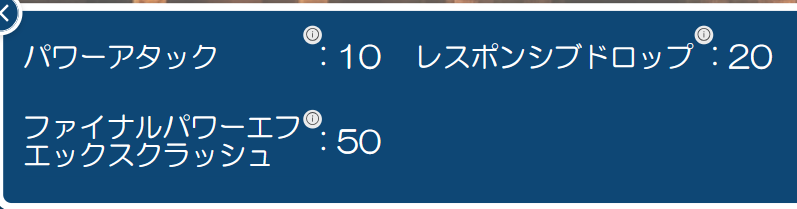 パワーアタック ⓘ: 10 レスポンシブドロップ ⓘ: 20
ファイナルパワーエフ ⓘ: 50
エックスクラッシュ